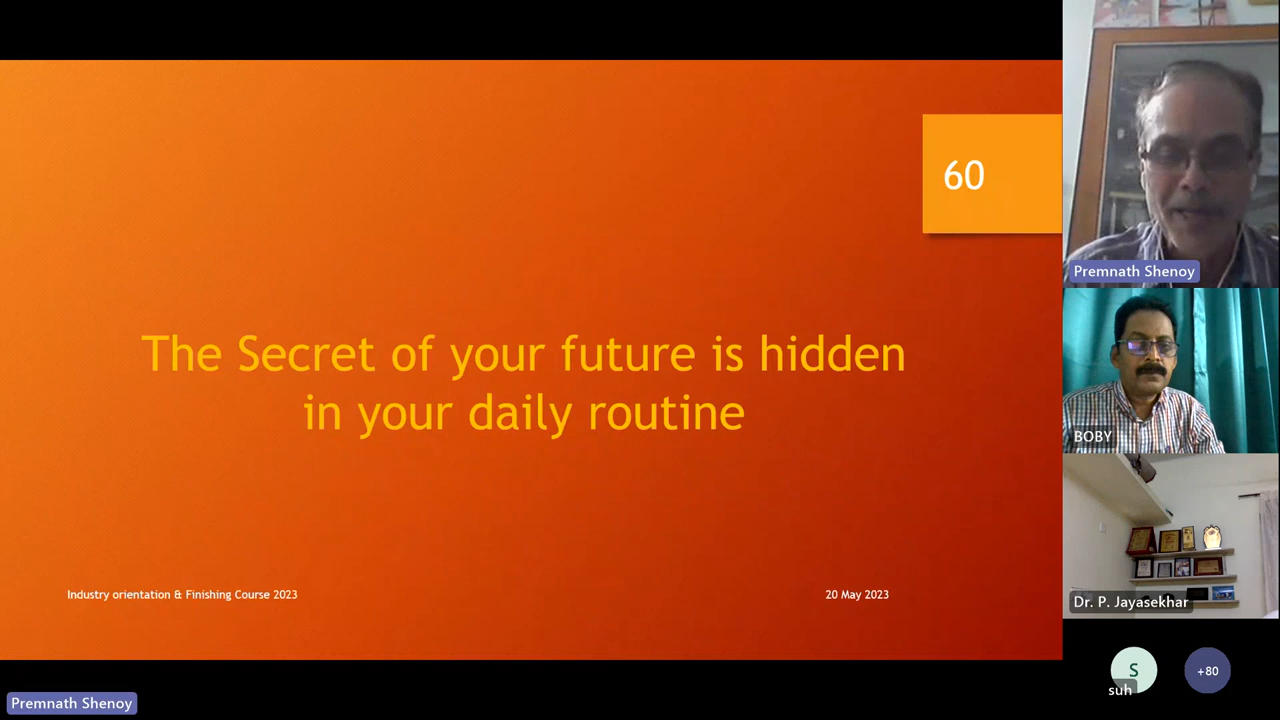 60
The Secret of your future is hidden
in your daily routine
Industry orientation & Finishing Course 2023
20 May 2023
Premnath Shenoy
Premnath Shenoy
BOBY
Dr. P. Jayasekhar
S
suh
+80